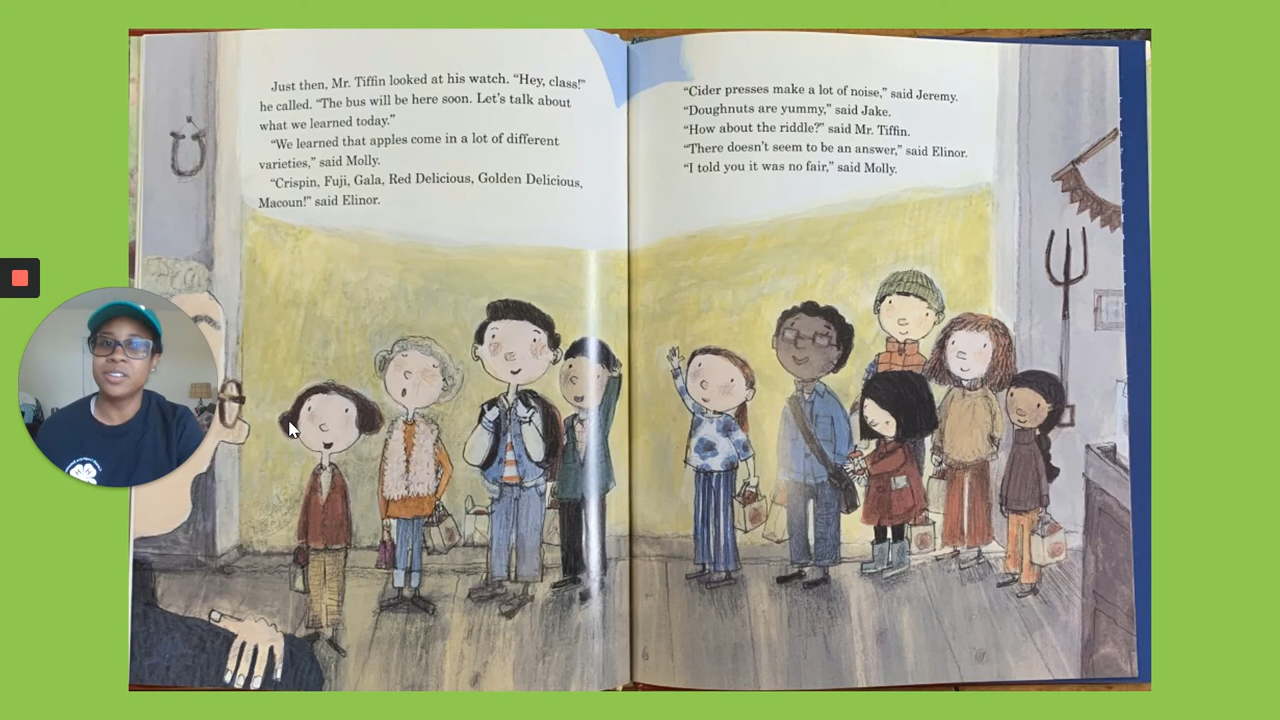 Just then, Mr. Tiffin looked at his watch. “Hey, class!”
he called. “The bus will be here soon. Let’s talk about
what we learned today.”
“We learned that apples come in a lot of different
varieties,” said Molly.
“Crispin, Fuji, Gala, Red Delicious, Golden Delicious,
Macoun!” said Elinor.
“Cider presses make a lot of noise,” said Jeremy.
“Doughnuts are yummy,” said Jake.
“How about the riddle?” said Mr. Tiffin.
“There doesn’t seem to be an answer,” said Elinor.
“I told you it was no fair,” said Molly.